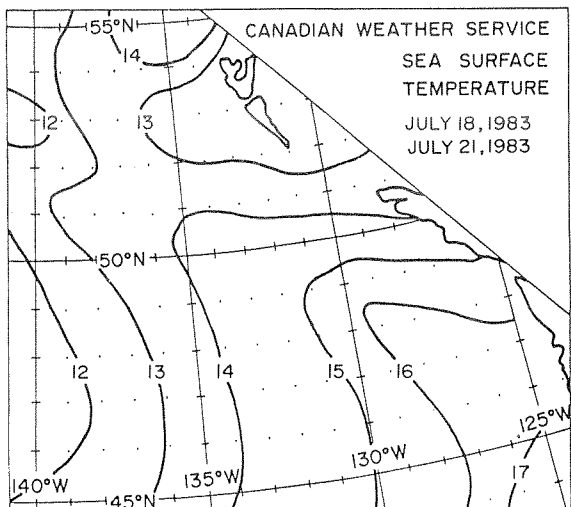 CANADIAN WEATHER SERVICE
SEA SURFACE
TEMPERATURE
JULY 18, 1983
JULY 21, 1983
55°N
14
12
13
50°N
12
13
14
15
16
125°W
130°W
17
135°W
140°W
45°N